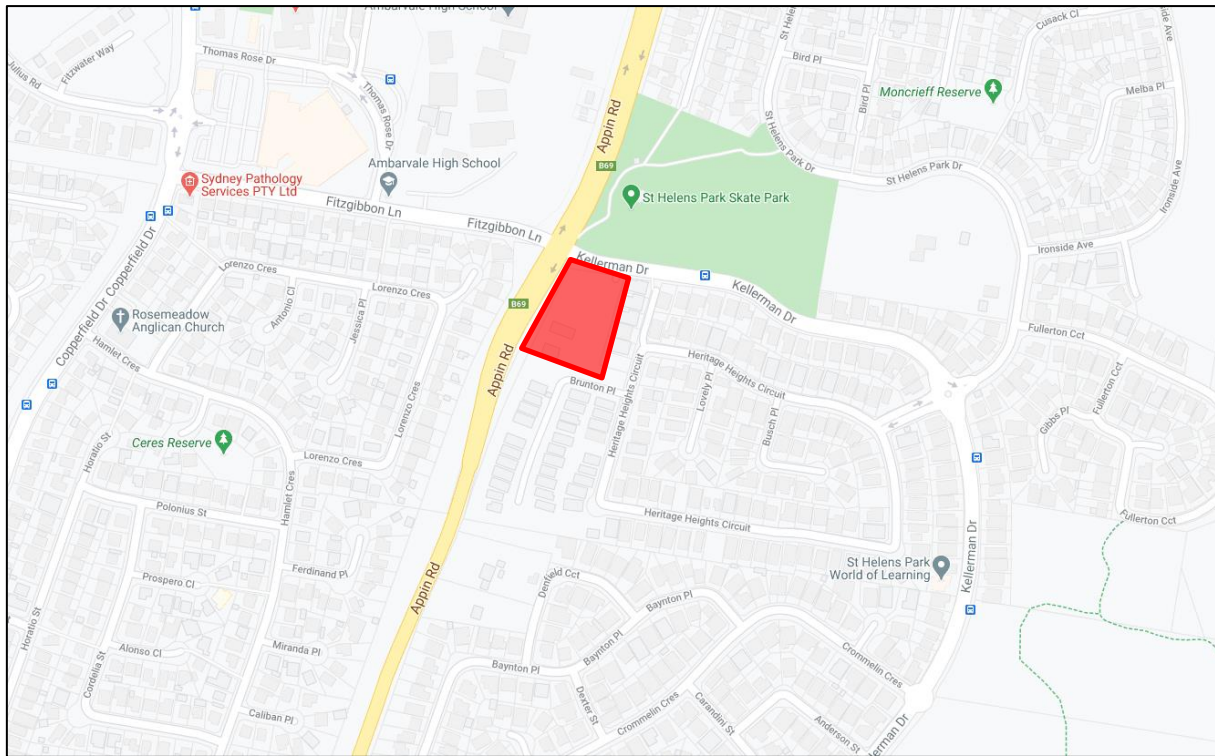 Ambarvale High School
Cusack Cl
Ironside Ave
St Helens
Bird Pl
Thomas Rose Dr
Fitzwater Way
Julius Rd
Thomas Rose Dr
Appin Rd
Bird Pl
Moncrieff Reserve
Melba Pl
St Helens Park Dr
B69
Ambarvale High School
Sydney Pathology
Services PTY Ltd
St Helens Park Dr
St Helens Park Skate Park
Fitzgibbon Ln
Fitzgibbon Ln
Ironside Ave
Ironside Ave
Kellerman Dr
Kellerman Dr
Copperfield Dr
Copperfield Dr
Lorenzo Cres
Lorenzo Cres
Antonio Cl
Jessica Pl
B69
Rosemeadow
Anglican Church
Hamlet Cres
Fullerton Cct
Fullerton Cct
Appin Rd
Heritage Heights Circuit
Brunton Pl
Heritage Heights Circuit
Lovely Pl
Busch Pl
Gibbs Pl
Lorenzo Cres
Ceres Reserve
Horatio St
Lorenzo Cres
Hamlet Cres
Polonius St
Heritage Heights Circuit
Fullerton Cct
Kellerman Dr
St Helens Park
World of Learning
Ferdinand Pl
Prospero Cl
Denfield Cct
Baynton Pl
Appin Rd
Horatio St
Miranda Pl
Alonso Cl
Baynton Pl
Crommelin Cres
Cordelia St
Baynton Pl
Dexter St
Carandini St
Caliban Pl
Crommelin Cres
Anderson St
Kellerman Dr